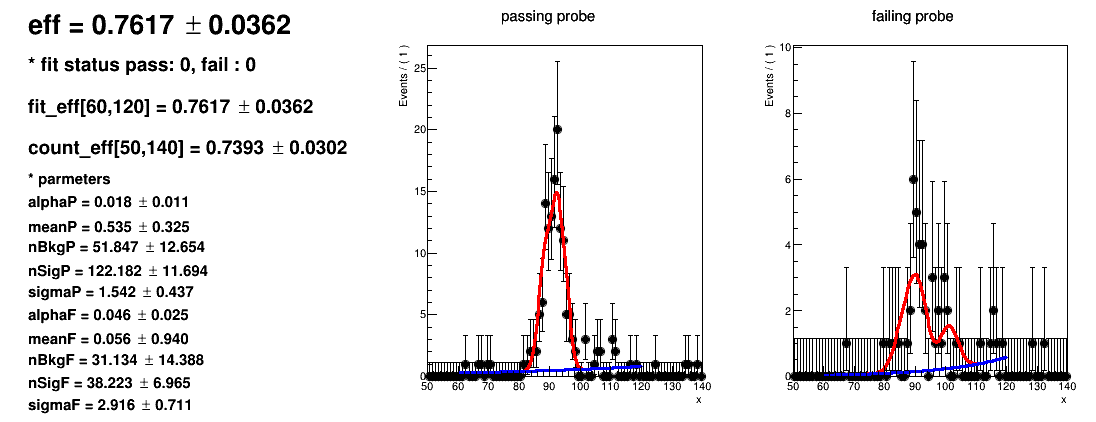 eff = 0.7617 ± 0.0362
* fit status pass: 0, fail : 0
fit_eff[60,120] = 0.7617 ± 0.0362
count_eff[50,140] = 0.7393 ± 0.0302
* parmeters
alphaP = 0.018 ± 0.011
meanP = 0.535 ± 0.325
nBkgP = 51.847 ± 12.654
nSigP = 122.182 ± 11.694
sigmaP = 1.542 ± 0.437
alphaF = 0.046 ± 0.025
meanF = 0.056 ± 0.940
nBkgF = 31.134 ± 14.388
nSigF = 38.223 ± 6.965
sigmaF = 2.916 ± 0.711
passing probe
Events / ( 1 )
25
20
15
10
5
0
50 60 70 80 90 100 110 120 130 140
x
failing probe
Events / ( 1 )
10
8
6
4
2
0
50 60 70 80 90 100 110 120 130 140
x